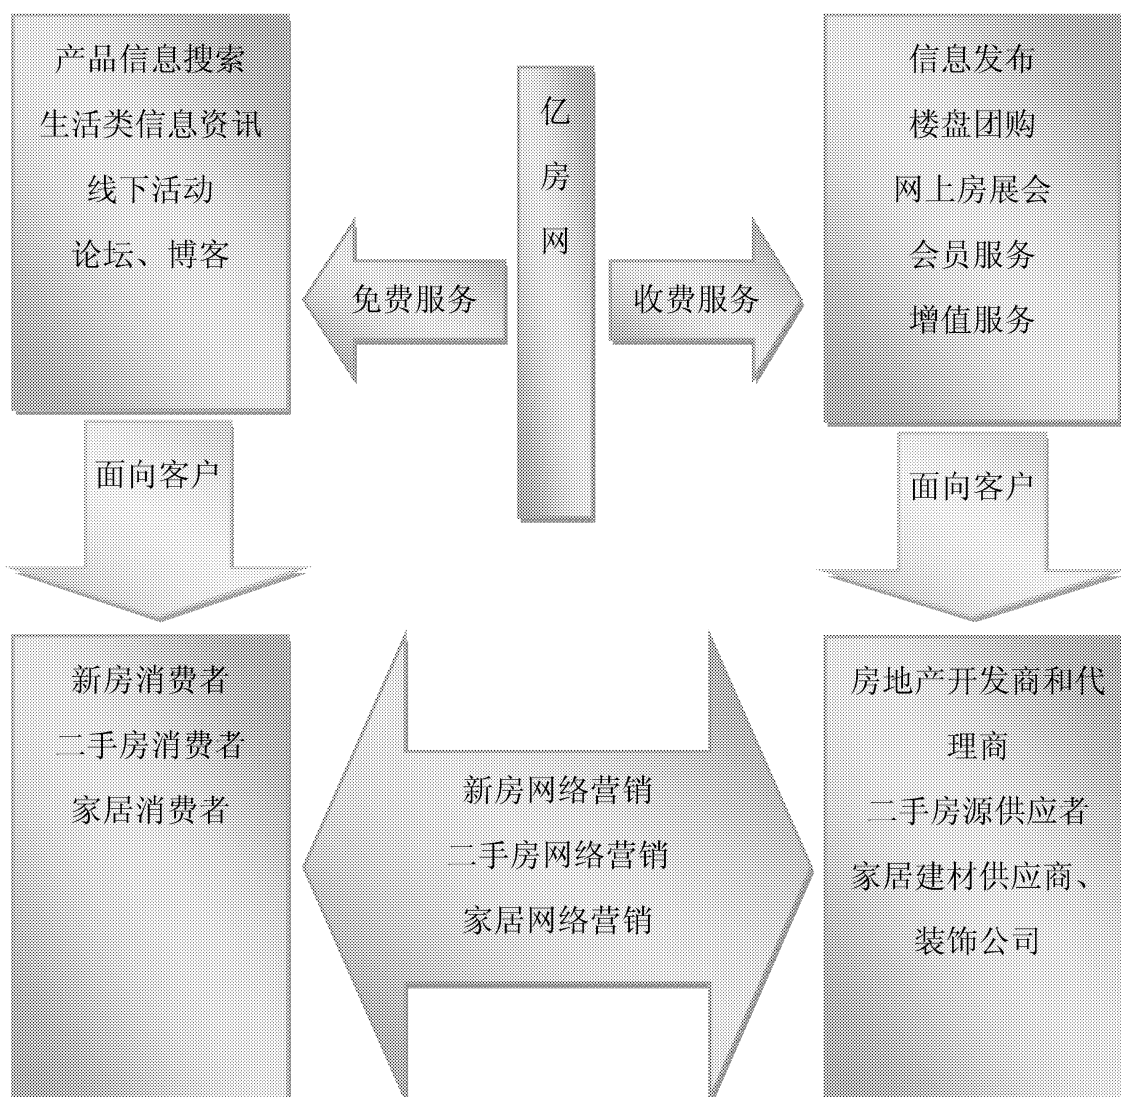 产品信息搜索
生活类信息资讯
线下活动
论坛、博客
免费服务
亿
房
网
收费服务
信息发布
楼盘团购
网上房展会
会员服务
增值服务
面向客户
面向客户
新房消费者
二手房消费者
家居消费者
新房网络营销
二手房网络营销
家居网络营销
房地产开发商和代
理商
二手房源供应者
家居建材供应商、
装饰公司